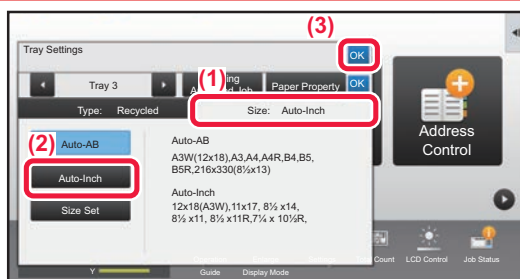 (3)
Tray Settings
OK
Tray 3
(1)
Paper Property
OK
Type: Recycled
Size: Auto-Inch
(2)
Auto-AB
Auto-AB
A3W(12x18),A3,A4,A4R,B4,B5,
B5R,216x330(8½x13)
Auto-Inch
Auto-Inch
12x18(A3W),11x17, 8½ x14,
8½ x11, 8½ x11R,7¼ x 10½R,
Size Set
Address
Control
Count
LCD Control
Job Status
Y
Guide
Display Mode